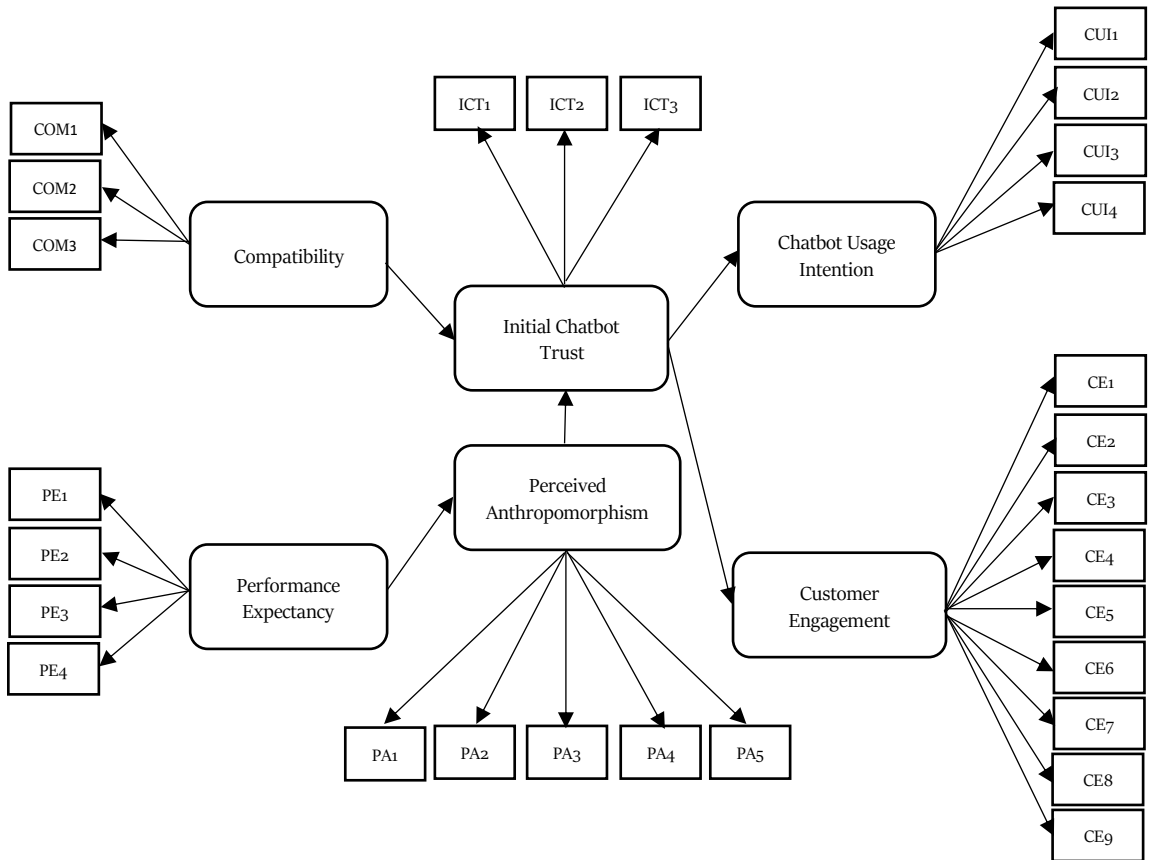 CUI1
CUI2
CUI3
CUI4
ICT1
ICT2
ICT3
COM1
COM2
COM3
Compatibility
Chatbot Usage
Intention
Initial Chatbot
Trust
Perceived
Anthropomorphism
PE1
PE2
PE3
PE4
Performance
Expectancy
Customer
Engagement
CE1
CE2
CE3
CE4
CE5
CE6
CE7
CE8
CE9
PA1
PA2
PA3
PA4
PA5